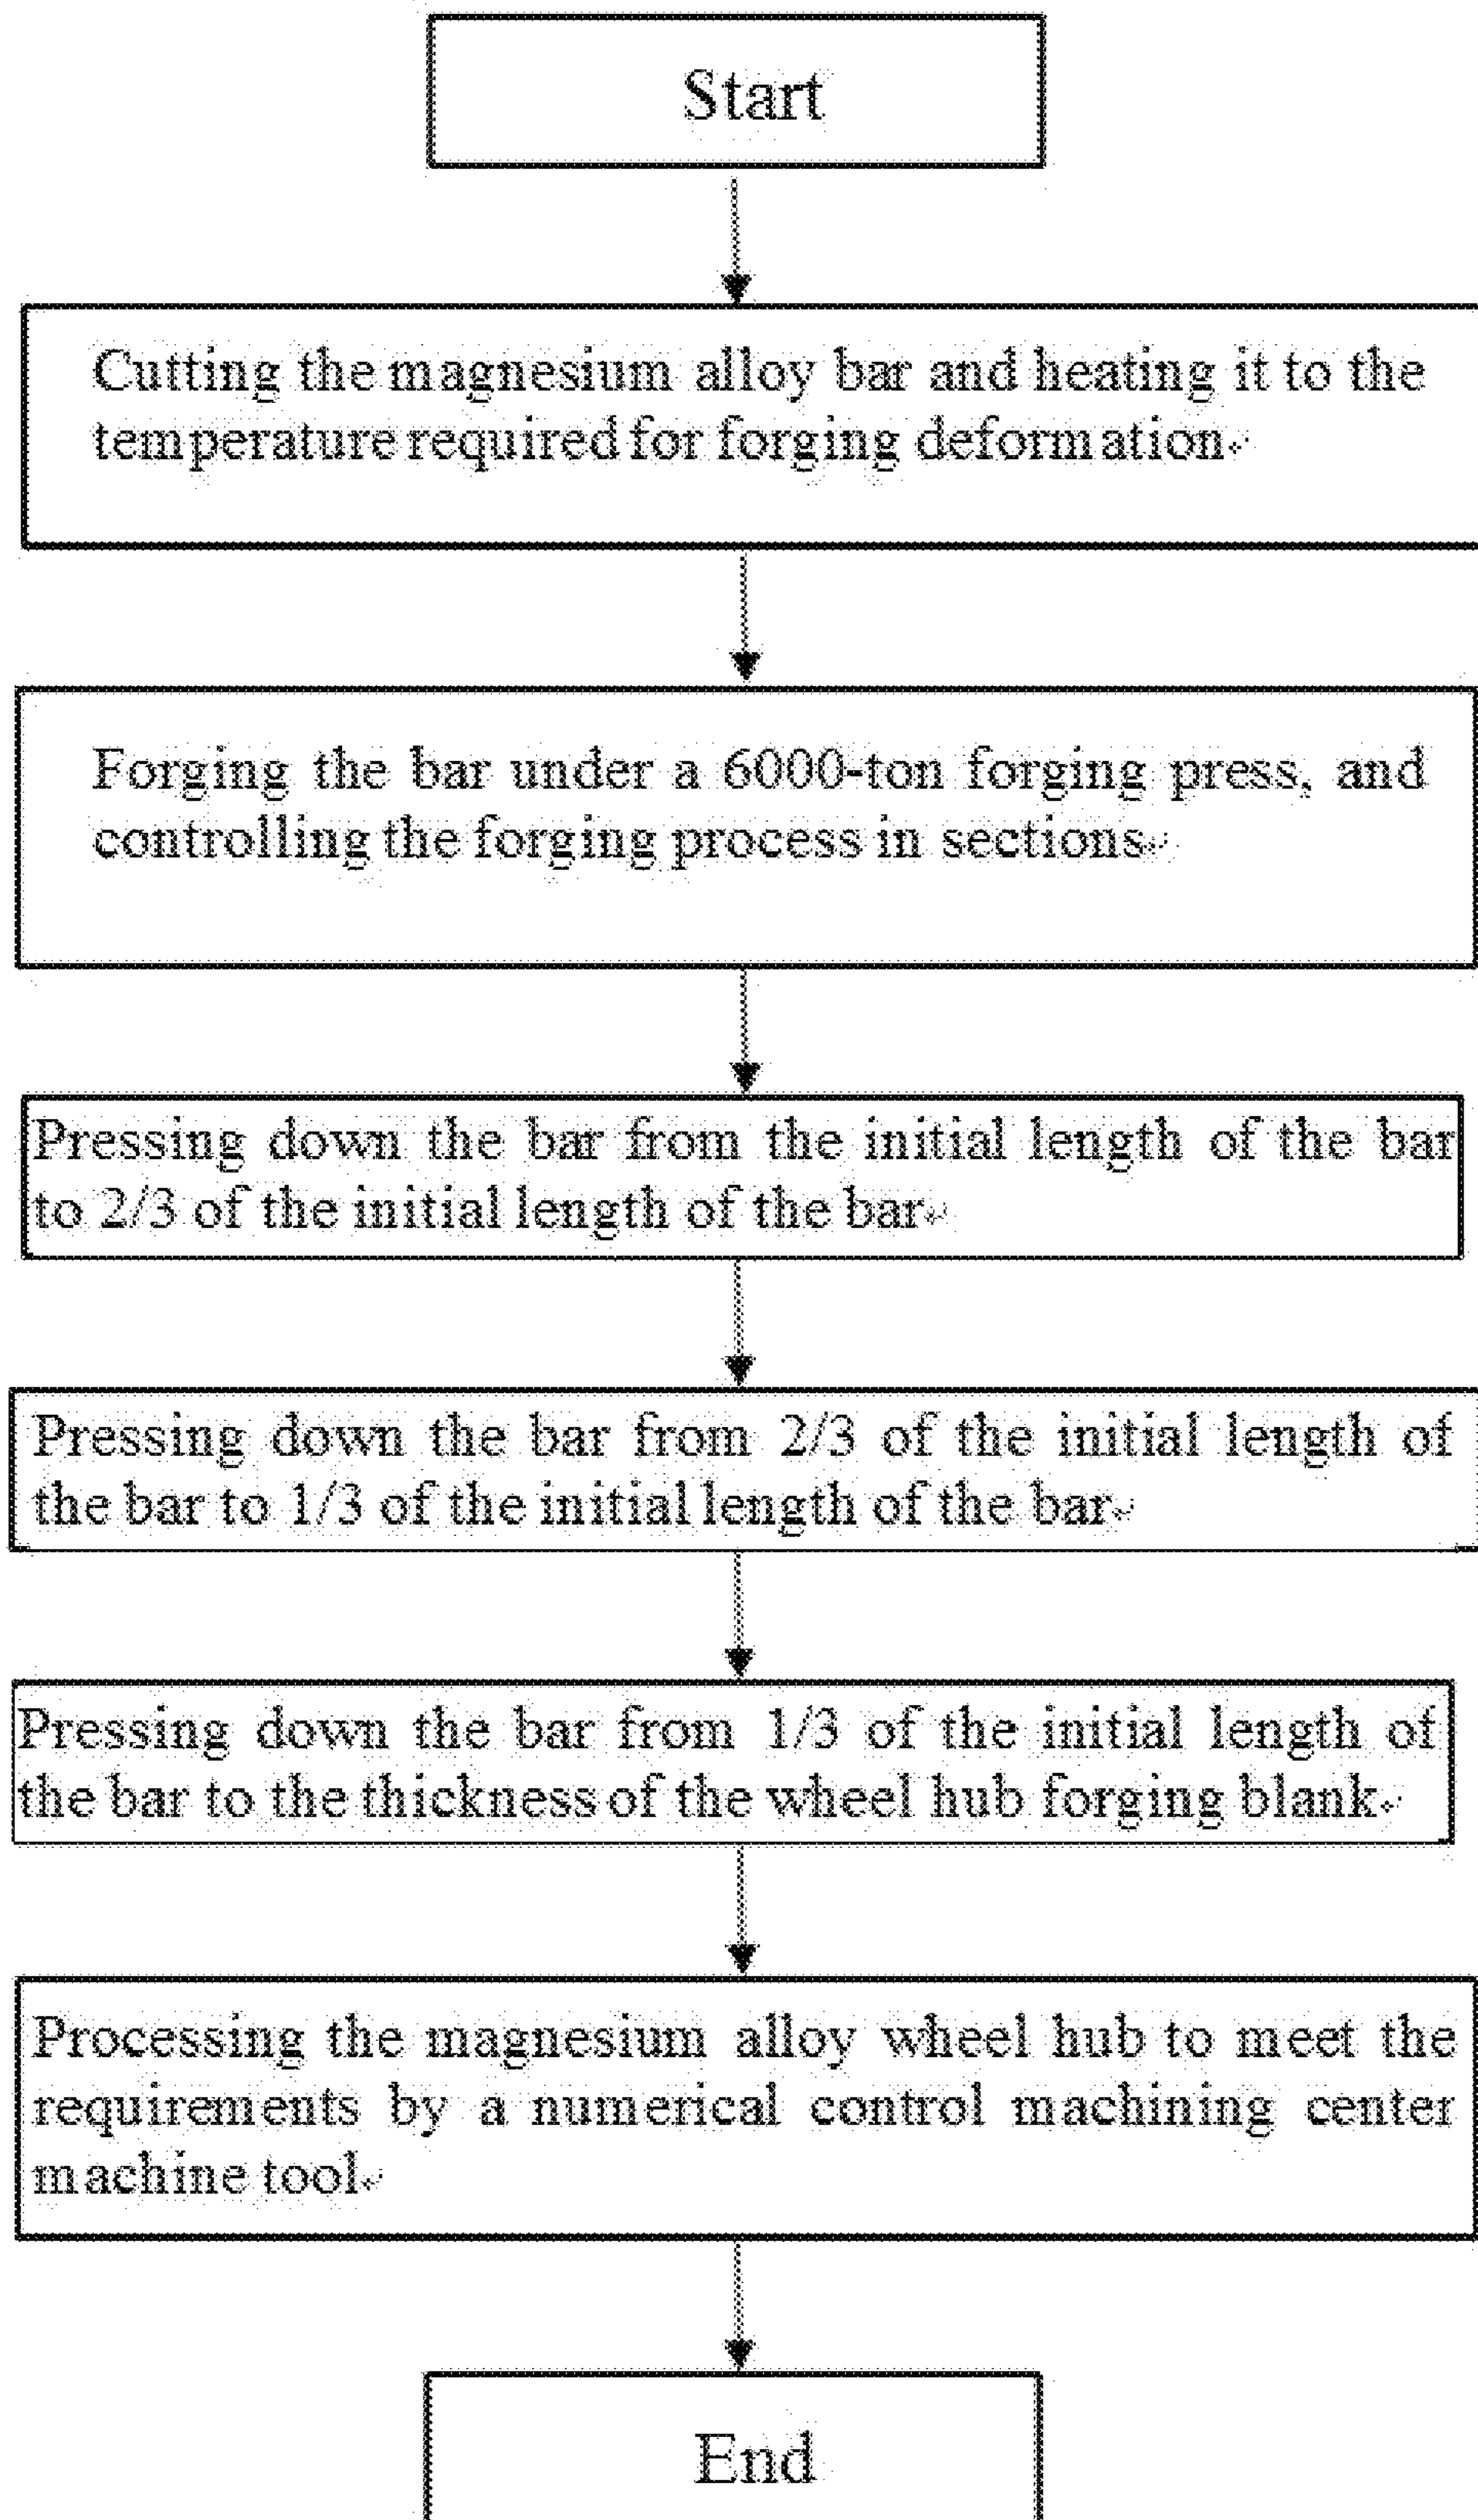 Start
Cutting the magnesium alloy bar and heating it to the
temperature required for forging deformation
Forging the bar under a 6000-ton forging press, and
controlling the forging process in sections
Pressing down the bar from the initial length of the bar
to 2/3 of the initial length of the bar
Pressing down the bar from 2/3 of the initial length of
the bar to 1/3 of the initial length of the bar
Pressing down the bar from 1/3 of the initial length of
the bar to the thickness of the wheel hub forging blank
Processing the magnesium alloy wheel hub to meet the
requirements by a numerical control machining center
machine tool
End